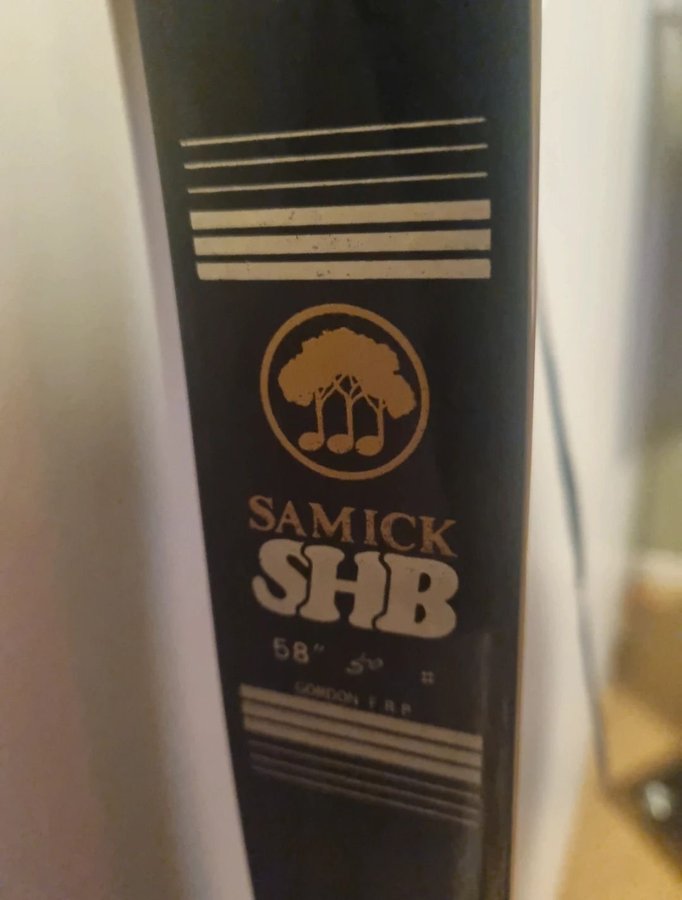 SAMICK
SHB
58" 50 #
GORDON F.R.P.